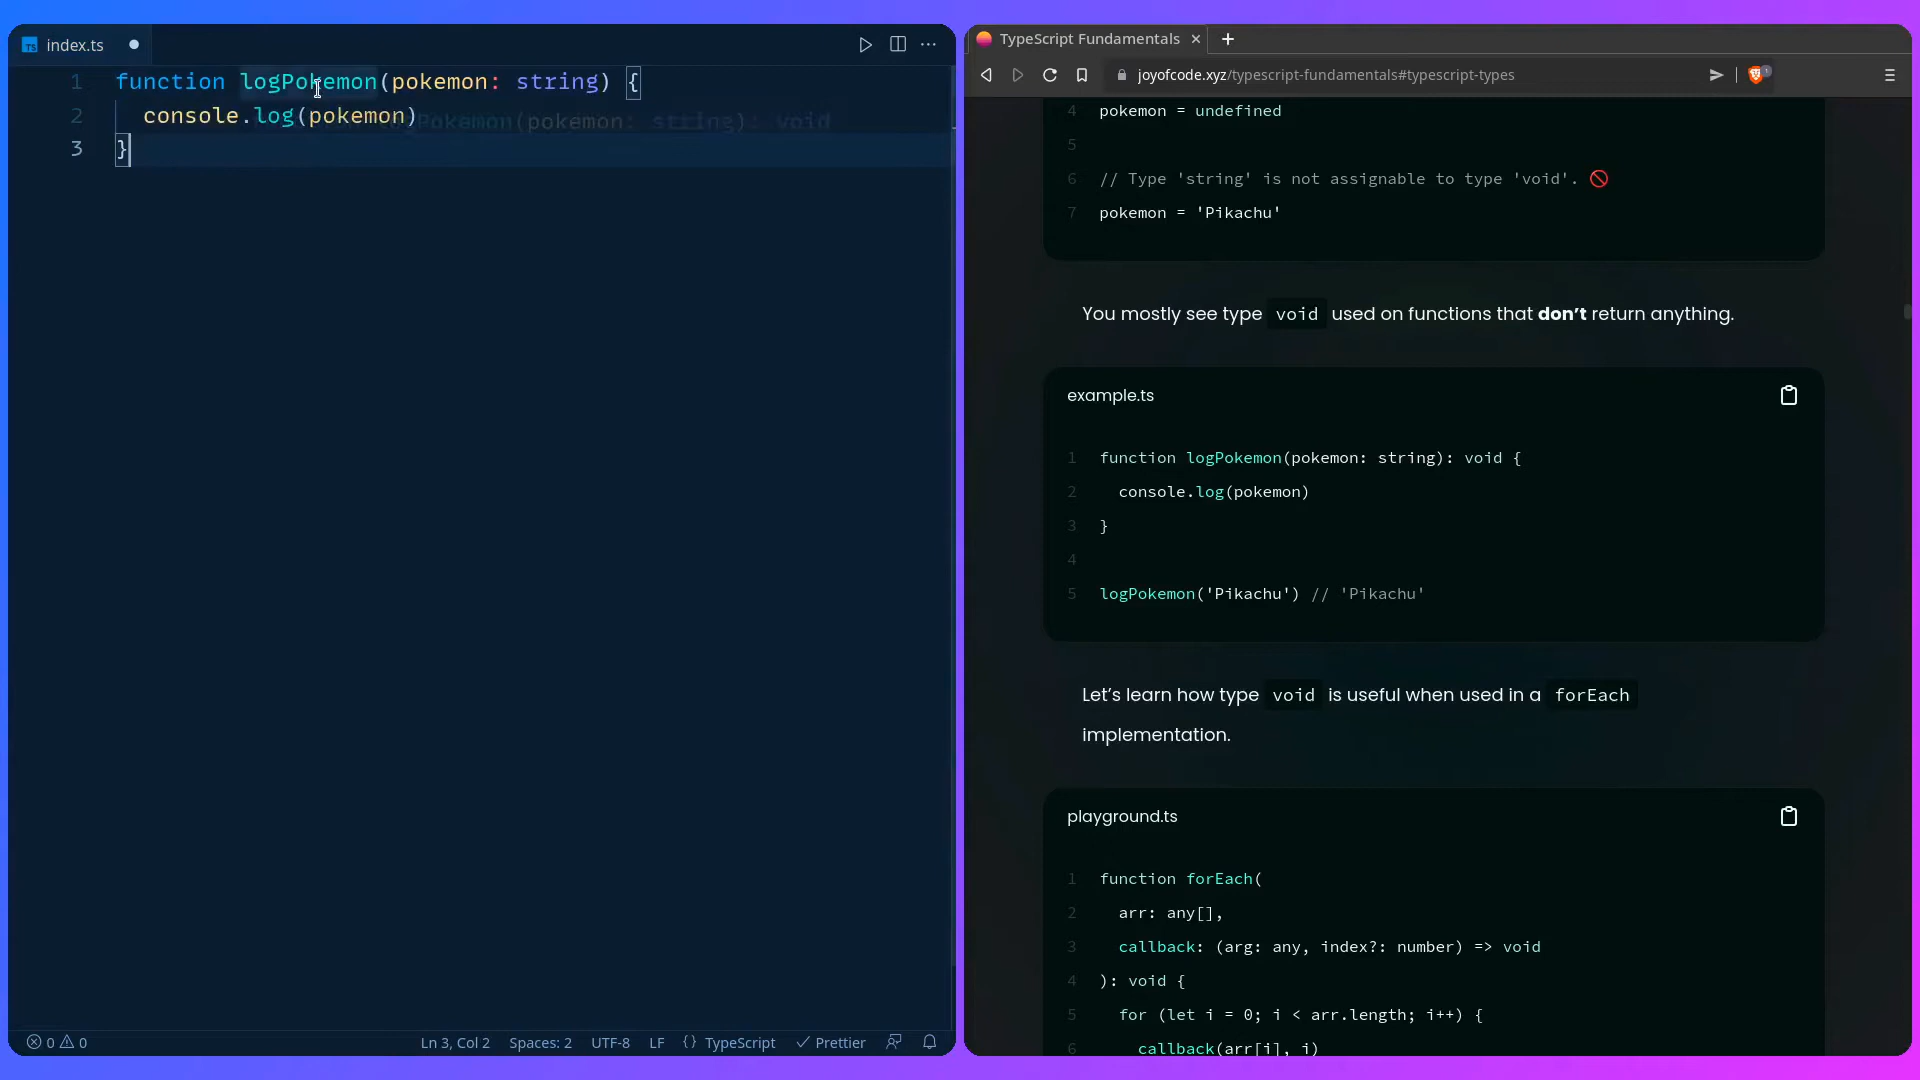 index.ts
1 function logPokemon(pokemon: string) {
2 console.log(pokemon)
logPokemon(pokemon: string): void
3 }
0 0 Ln 3, Col 2 Spaces: 2 UTF-8 LF {} TypeScript Prettier
TypeScript Fundamentals
joyofcode.xyz/typescript-fundamentals#typescript-types
1
4 pokemon = undefined
5
6 // Type 'string' is not assignable to type 'void'. 🚫
7 pokemon = 'Pikachu'
You mostly see type void used on functions that don't return anything.
example.ts
1 function logPokemon(pokemon: string): void {
2 console.log(pokemon)
3 }
4
5 logPokemon('Pikachu') // 'Pikachu'
Let's learn how type void is useful when used in a forEach
implementation.
playground.ts
1 function forEach(
2 arr: any[],
3 callback: (arg: any, index?: number) => void
4 ): void {
5 for (let i = 0; i < arr.length; i++) {
6 callback(arr[i], i)